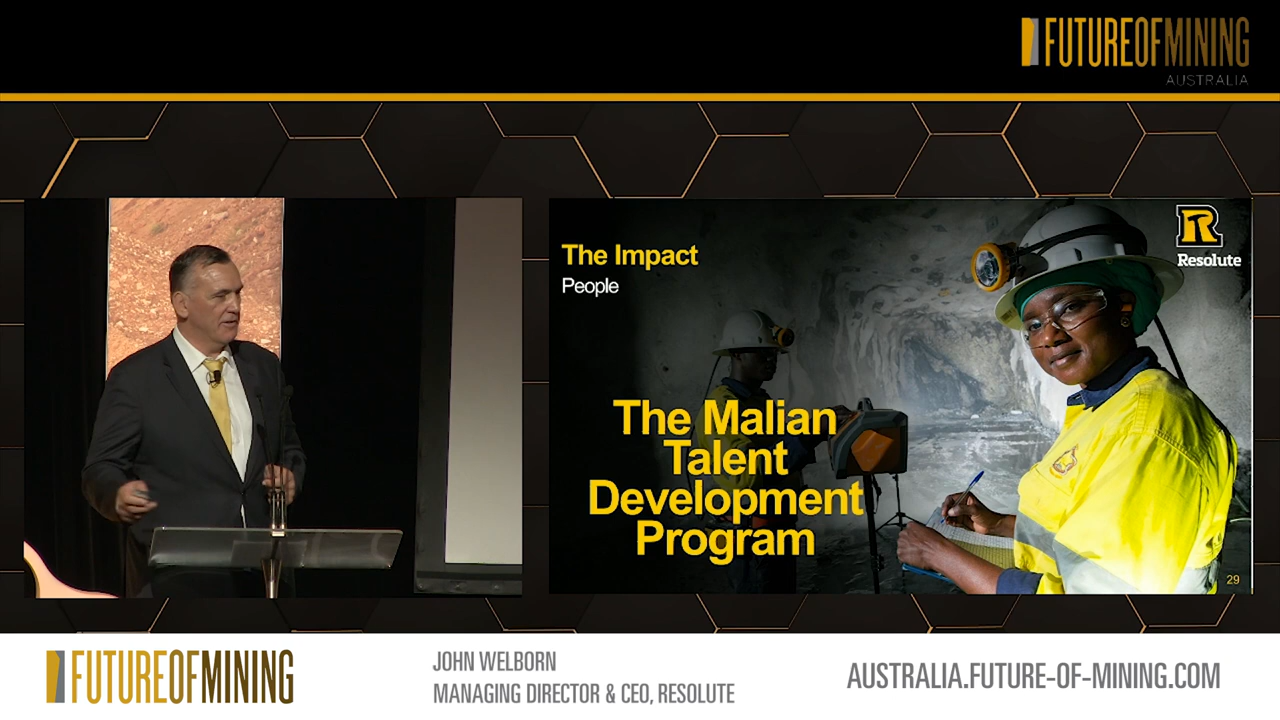 FUTUREOFMINING
AUSTRALIA
The Impact
People
R
Resolute
The Malian
Talent
Development
Program
29
FUTUREOFMINING
JOHN WELBORN
MANAGING DIRECTOR & CEO, RESOLUTE
AUSTRALIA.FUTURE-OF-MINING.COM